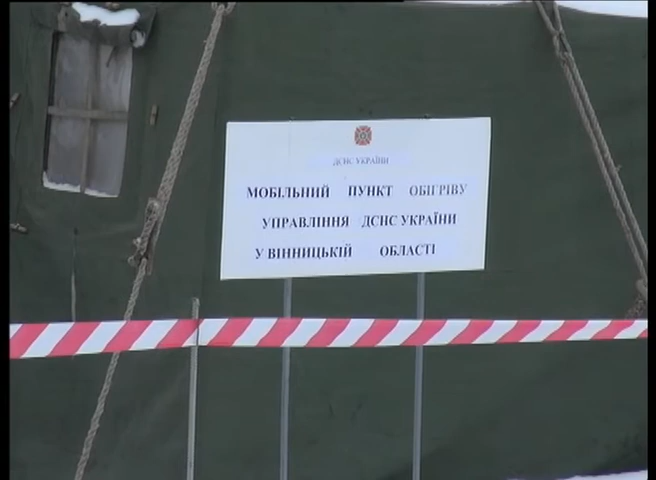 ДСНС УКРАЇНИ
МОБІЛЬНИЙ ПУНКТ ОБІГРІВУ
УПРАВЛІННЯ ДСНС УКРАЇНИ
У ВІННИЦЬКІЙ ОБЛАСТІ